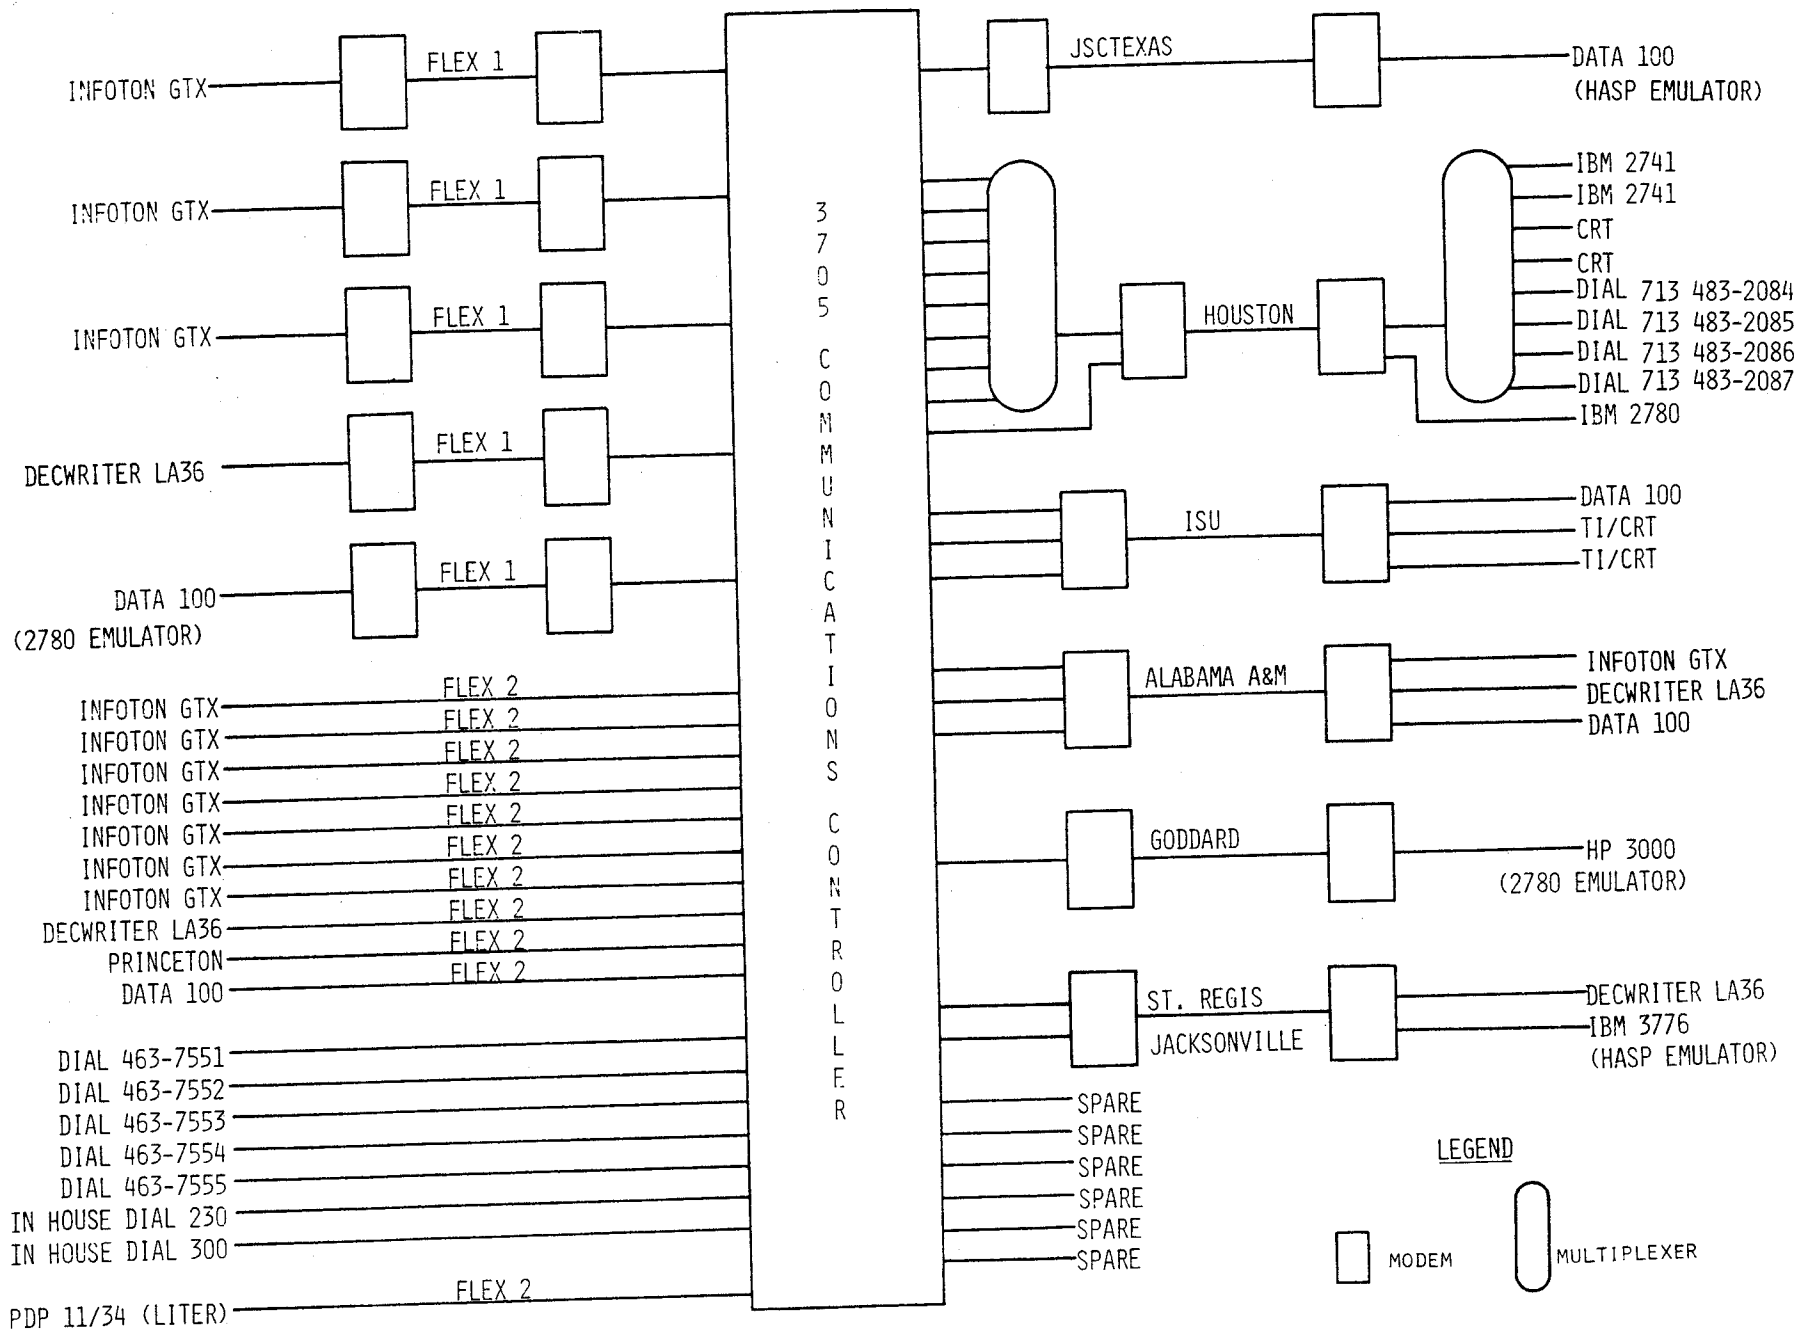 INFOTON GTX
FLEX 1
INFOTON GTX
FLEX 1
INFOTON GTX
FLEX 1
DECWRITER LA36
FLEX 1
DATA 100
(2780 EMULATOR)
FLEX 1
INFOTON GTX
FLEX 2
INFOTON GTX
FLEX 2
INFOTON GTX
FLEX 2
INFOTON GTX
FLEX 2
INFOTON GTX
FLEX 2
INFOTON GTX
FLEX 2
INFOTON GTX
FLEX 2
DECWRITER LA36
FLEX 2
PRINCETON
FLEX 2
DATA 100
FLEX 2
DIAL 463-7551
DIAL 463-7552
DIAL 463-7553
DIAL 463-7554
DIAL 463-7555
IN HOUSE DIAL 230
IN HOUSE DIAL 300
PDP 11/34 (LITER)
FLEX 2
3705 COMMUNICATIONS CONTROLLER
JSCTEXAS
DATA 100
(HASP EMULATOR)
HOUSTON
IBM 2741
IBM 2741
CRT
CRT
DIAL 713 483-2084
DIAL 713 483-2085
DIAL 713 483-2086
DIAL 713 483-2087
IBM 2780
ISU
DATA 100
TI/CRT
TI/CRT
ALABAMA A&M
INFOTON GTX
DECWRITER LA36
DATA 100
GODDARD
HP 3000
(2780 EMULATOR)
ST. REGIS
JACKSONVILLE
DECWRITER LA36
IBM 3776
(HASP EMULATOR)
SPARE
SPARE
SPARE
SPARE
SPARE
SPARE
LEGEND
MODEM
MULTIPLEXER